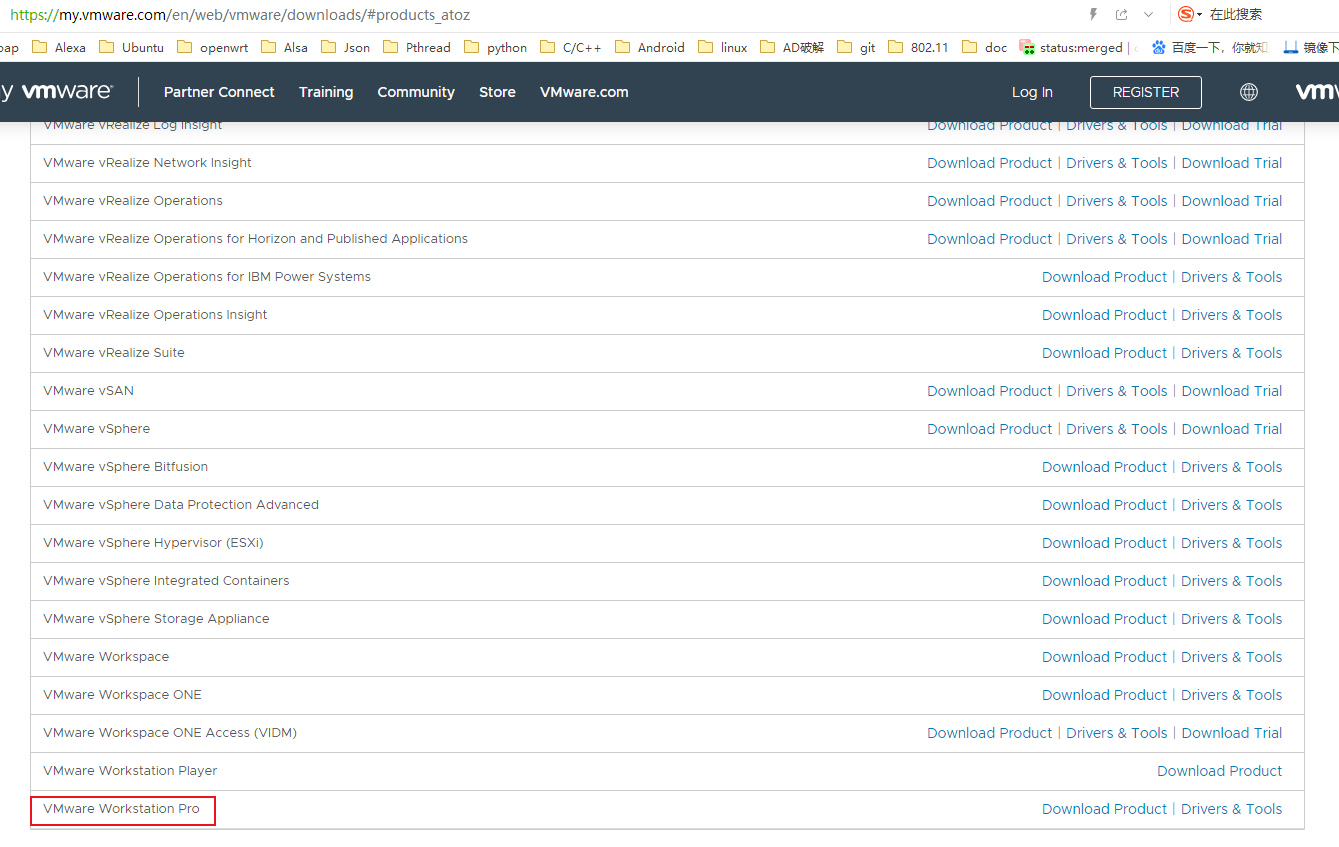 https://my.vmware.com/en/web/vmware/downloads/#products_atoz 在此搜索
oap Alexa Ubuntu openwrt Alsa Json Pthread python C/C++ Android linux AD破解 git 802.11 doc status:merged | 百度一下，你就知 镜像下
y vmware Partner Connect Training Community Store VMware.com Log In REGISTER vmw
VMware vRealize Log Insight Download Product | Drivers & Tools | Download Trial
VMware vRealize Network Insight Download Product | Drivers & Tools | Download Trial
VMware vRealize Operations Download Product | Drivers & Tools | Download Trial
VMware vRealize Operations for Horizon and Published Applications Download Product | Drivers & Tools | Download Trial
VMware vRealize Operations for IBM Power Systems Download Product | Drivers & Tools
VMware vRealize Operations Insight Download Product | Drivers & Tools
VMware vRealize Suite Download Product | Drivers & Tools
VMware vSAN Download Product | Drivers & Tools | Download Trial
VMware vSphere Download Product | Drivers & Tools | Download Trial
VMware vSphere Bitfusion Download Product | Drivers & Tools
VMware vSphere Data Protection Advanced Download Product | Drivers & Tools
VMware vSphere Hypervisor (ESXi) Download Product | Drivers & Tools
VMware vSphere Integrated Containers Download Product | Drivers & Tools
VMware vSphere Storage Appliance Download Product | Drivers & Tools
VMware Workspace Download Product | Drivers & Tools
VMware Workspace ONE Download Product | Drivers & Tools
VMware Workspace ONE Access (VIDM) Download Product | Drivers & Tools | Download Trial
VMware Workstation Player Download Product
VMware Workstation Pro Download Product | Drivers & Tools